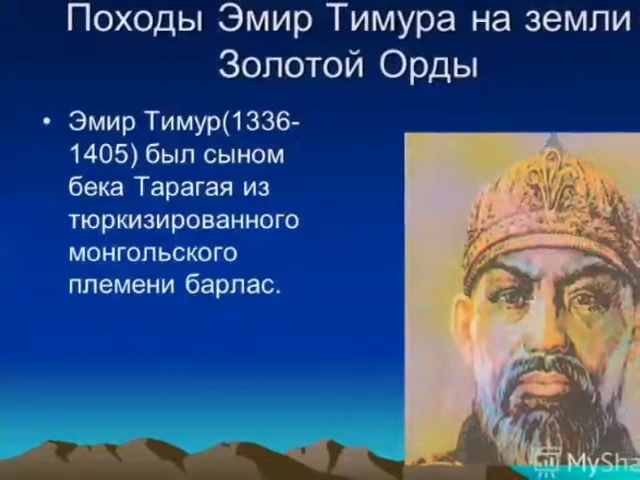 Походы Эмир Тимура на земли
Золотой Орды
• Эмир Тимур(1336-
1405) был сыном
бека Тарагая из
тюркизированного
монгольского
племени барлас.
MySha